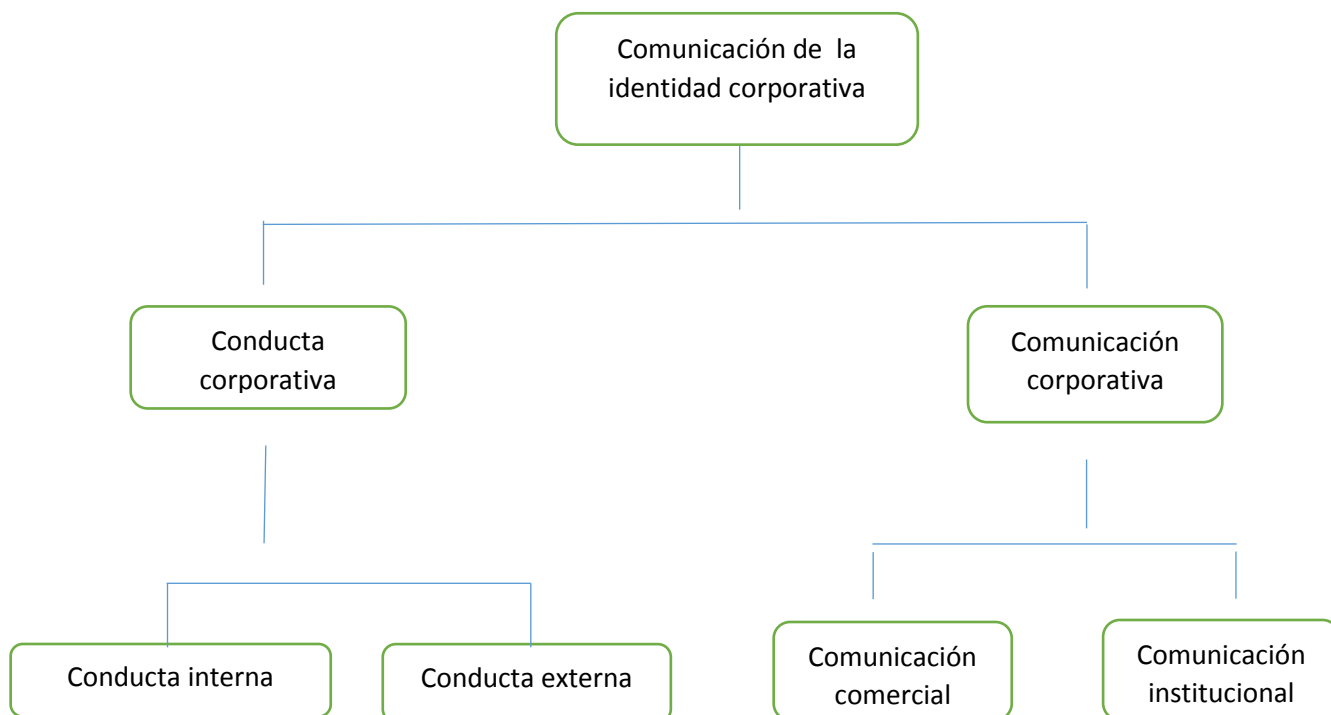 Comunicación de  la
identidad corporativa
Conducta
corporativa
Comunicación
corporativa
Conducta interna
Conducta externa
Comunicación
comercial
Comunicación
institucional